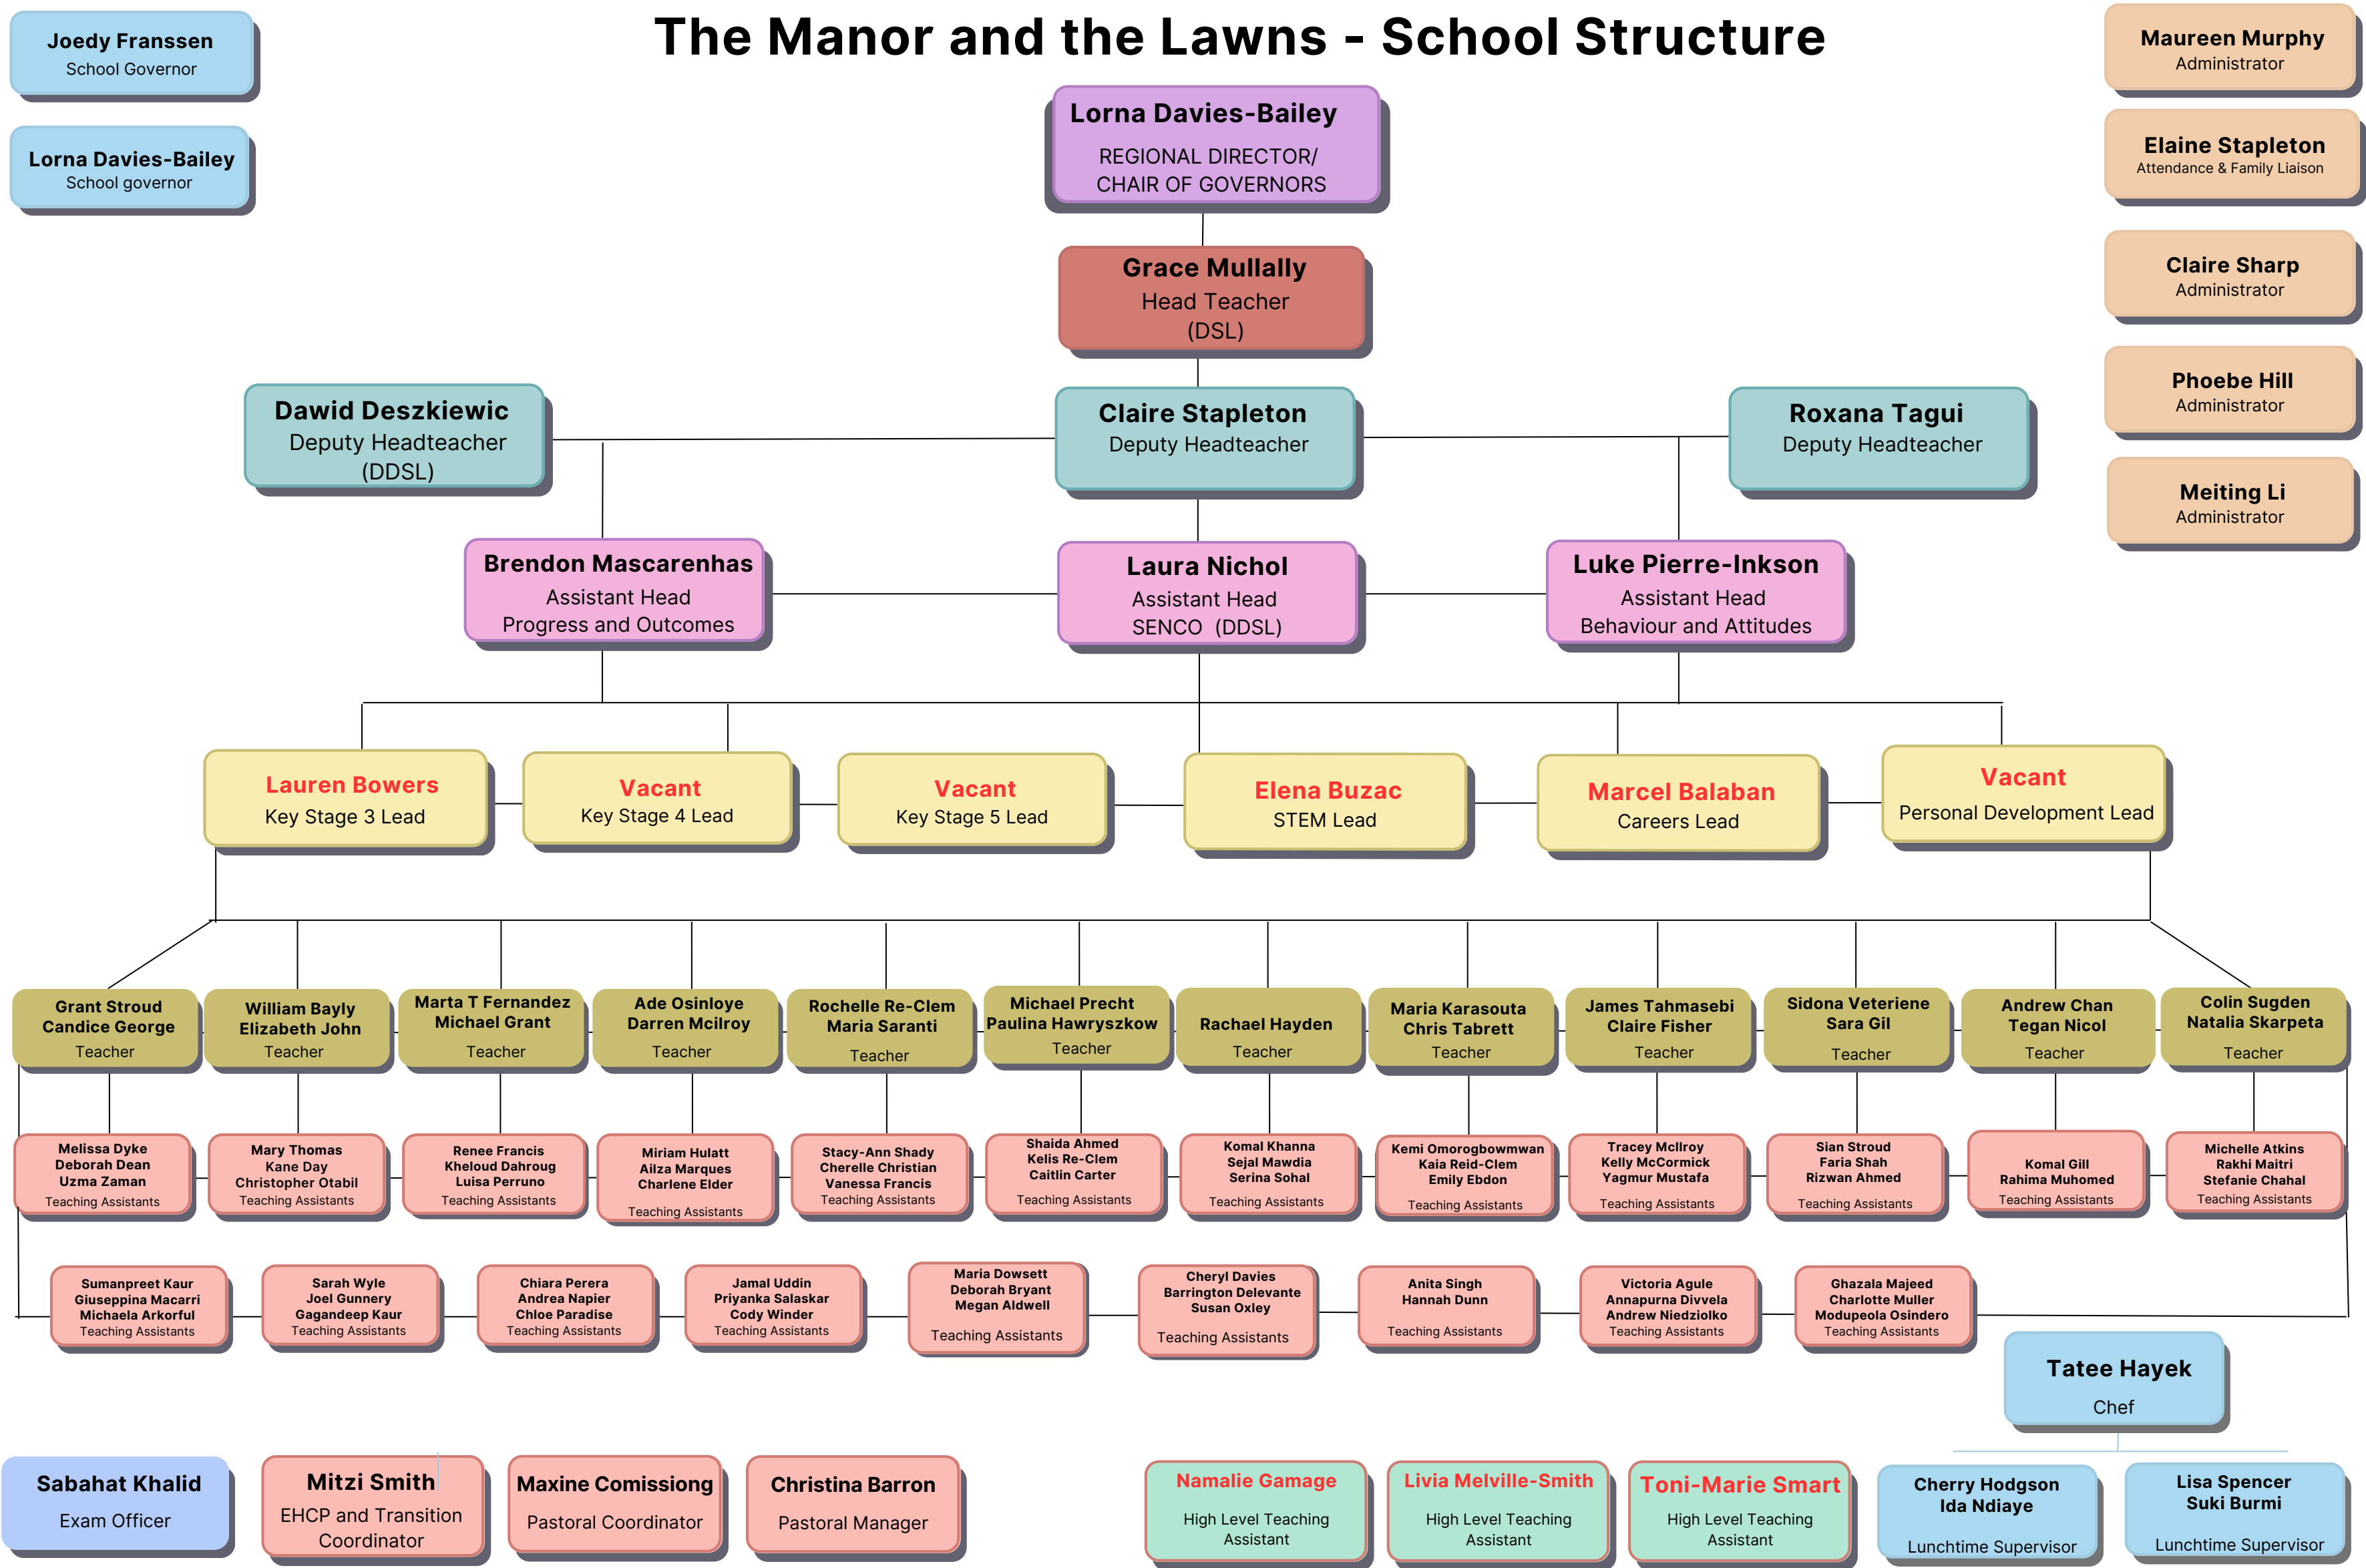 The Manor and the Lawns - School Structure
Joedy Franssen
School Governor
Lorna Davies-Bailey
School governor
Lorna Davies-Bailey
REGIONAL DIRECTOR/
CHAIR OF GOVERNORS
Maureen Murphy
Administrator
Elaine Stapleton
Attendance & Family Liaison
Claire Sharp
Administrator
Phoebe Hill
Administrator
Meiting Li
Administrator
Grace Mullally
Head Teacher
(DSL)
Dawid Deszkiewic
Deputy Headteacher
(DDSL)
Claire Stapleton
Deputy Headteacher
Roxana Tagui
Deputy Headteacher
Brendon Mascarenhas
Assistant Head
Progress and Outcomes
Laura Nichol
Assistant Head
SENCO (DDSL)
Luke Pierre-Inkson
Assistant Head
Behaviour and Attitudes
Lauren Bowers
Key Stage 3 Lead
Vacant
Key Stage 4 Lead
Vacant
Key Stage 5 Lead
Elena Buzac
STEM Lead
Marcel Balaban
Careers Lead
Vacant
Personal Development Lead
Grant Stroud
Candice George
Teacher
William Bayly
Elizabeth John
Teacher
Marta T Fernandez
Michael Grant
Teacher
Ade Osinloye
Darren Mcilroy
Teacher
Rochelle Re-Clem
Maria Saranti
Teacher
Michael Precht
Paulina Hawryszkow
Teacher
Rachael Hayden
Teacher
Maria Karasouta
Chris Tabrett
Teacher
James Tahmasebi
Claire Fisher
Teacher
Sidona Veteriene
Sara Gil
Teacher
Andrew Chan
Tegan Nicol
Teacher
Colin Sugden
Natalia Skarpeta
Teacher
Melissa Dyke
Deborah Dean
Uzma Zaman
Teaching Assistants
Mary Thomas
Kane Day
Christopher Otabil
Teaching Assistants
Renee Francis
Kheloud Dahroug
Luisa Perruno
Teaching Assistants
Miriam Hulatt
Ailza Marques
Charlene Elder
Teaching Assistants
Stacy-Ann Shady
Cherelle Christian
Vanessa Francis
Teaching Assistants
Shaida Ahmed
Kelis Re-Clem
Caitlin Carter
Teaching Assistants
Komal Khanna
Sejal Mawdia
Serina Sohal
Teaching Assistants
Kemi Omorogbowmwan
Kaia Reid-Clem
Emily Ebdon
Teaching Assistants
Tracey McIlroy
Kelly McCormick
Yagmur Mustafa
Teaching Assistants
Sian Stroud
Faria Shah
Rizwan Ahmed
Teaching Assistants
Komal Gill
Rahima Muhomed
Teaching Assistants
Michelle Atkins
Rakhi Maitri
Stefanie Chahal
Teaching Assistants
Sumanpreet Kaur
Giuseppina Macarri
Michaela Arkorful
Teaching Assistants
Sarah Wyle
Joel Gunnery
Gagandeep Kaur
Teaching Assistants
Chiara Perera
Andrea Napier
Chloe Paradise
Teaching Assistants
Jamal Uddin
Priyanka Salaskar
Cody Winder
Teaching Assistants
Maria Dowsett
Deborah Bryant
Megan Aldwell
Teaching Assistants
Cheryl Davies
Barrington Delevante
Susan Oxley
Teaching Assistants
Anita Singh
Hannah Dunn
Teaching Assistants
Victoria Agule
Annapurna Divvela
Andrew Niedziolko
Teaching Assistants
Ghazala Majeed
Charlotte Muller
Modupeola Osindero
Teaching Assistants
Tatee Hayek
Chef
Sabahat Khalid
Exam Officer
Mitzi Smith
EHCP and Transition
Coordinator
Maxine Comissiong
Pastoral Coordinator
Christina Barron
Pastoral Manager
Namalie Gamage
High Level Teaching
Assistant
Livia Melville-Smith
High Level Teaching
Assistant
Toni-Marie Smart
High Level Teaching
Assistant
Cherry Hodgson
Ida Ndiaye
Lunchtime Supervisor
Lisa Spencer
Suki Burmi
Lunchtime Supervisor